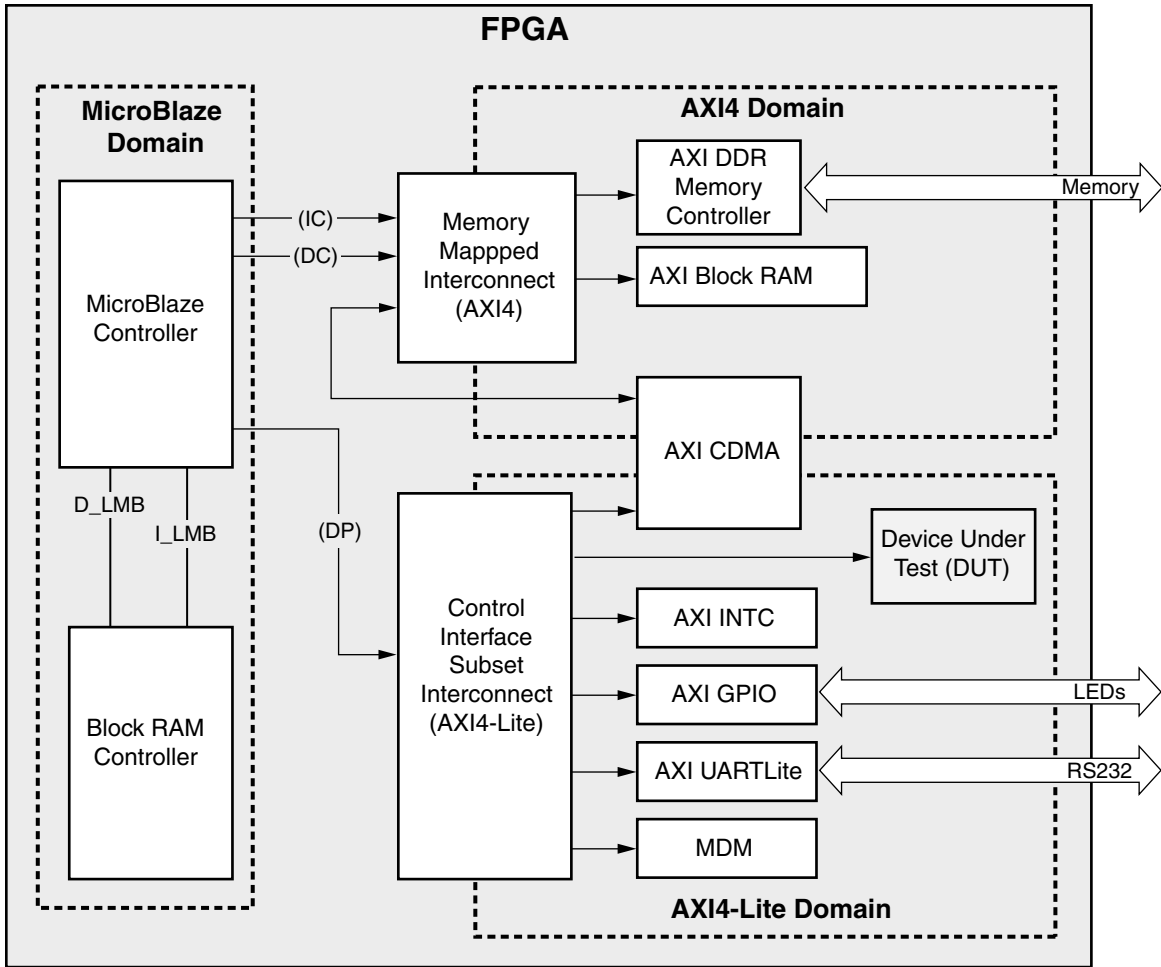 FPGA
MicroBlaze
Domain
MicroBlaze
Controller
D_LMB
I_LMB
Block RAM
Controller
(IC)
(DC)
(DP)
Memory
Mappped
Interconnect
(AXI4)
AXI4 Domain
AXI DDR
Memory
Controller
Memory
AXI Block RAM
AXI CDMA
Control
Interface
Subset
Interconnect
(AXI4-Lite)
Device Under
Test (DUT)
AXI INTC
AXI GPIO
LEDs
AXI UARTLite
RS232
MDM
AXI4-Lite Domain